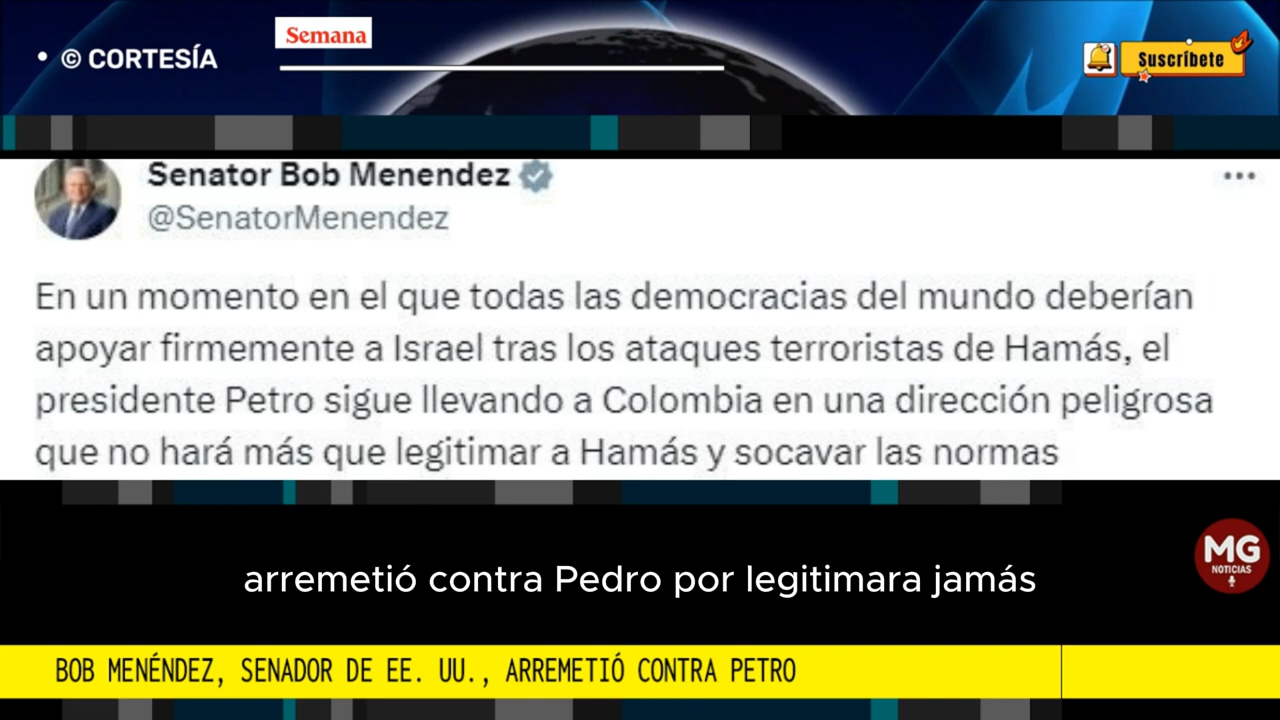 • © CORTESÍA
Semana
Suscríbete
Senator Bob Menendez
@SenatorMenendez
En un momento en el que todas las democracias del mundo deberían
apoyar firmemente a Israel tras los ataques terroristas de Hamás, el
presidente Petro sigue llevando a Colombia en una dirección peligrosa
que no hará más que legitimar a Hamás y socavar las normas
MG
NOTICIAS
arremetió contra Pedro por legitimara jamás
BOB MENÉNDEZ, SENADOR DE EE. UU., ARREMETIÓ CONTRA PETRO